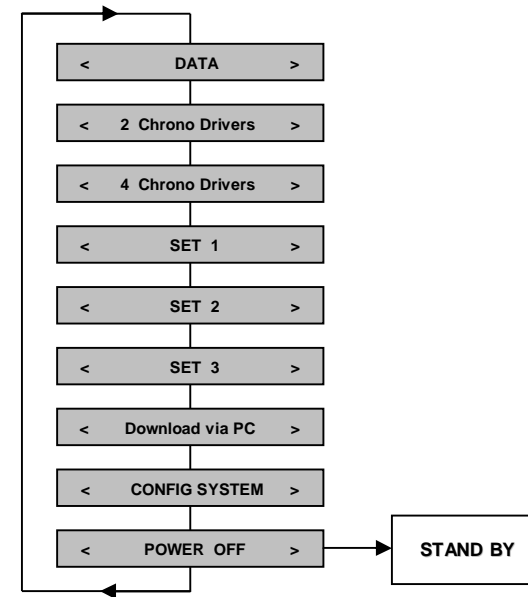 < DATA >
< 2 Chrono Drivers >
< 4 Chrono Drivers >
< SET 1 >
< SET 2 >
< SET 3 >
< Download via PC >
< CONFIG SYSTEM >
< POWER OFF >
STAND BY